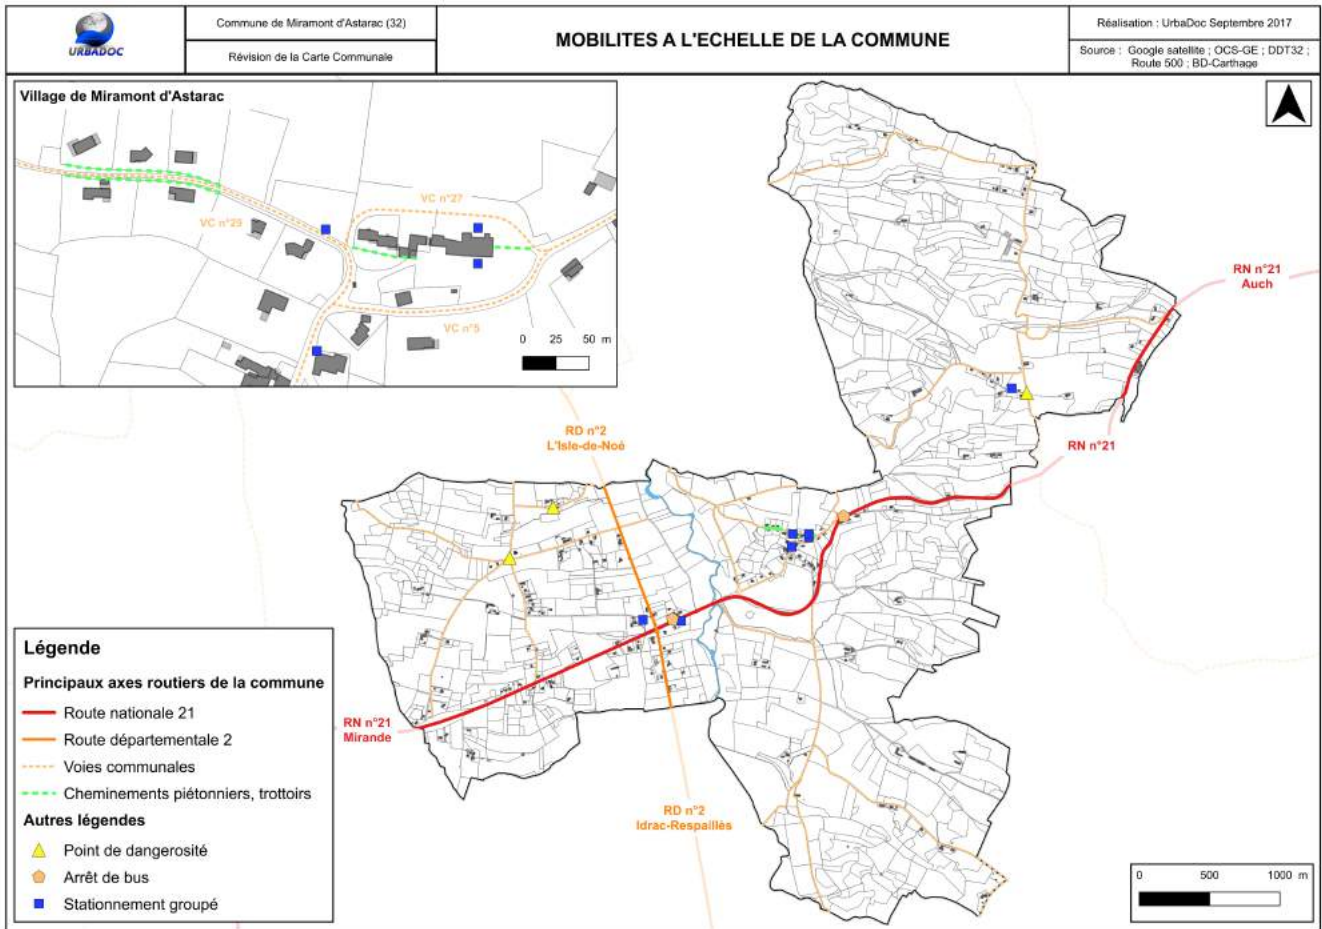 URBADOC
Commune de Miramont d'Astarac (32)
Révision de la Carte Communale
MOBILITES A L'ECHELLE DE LA COMMUNE
Réalisation : UrbaDoc Septembre 2017
Source : Google satellite ; OCS-GE ; DDT32 ;
Route 500 ; BD-Carthage
Village de Miramont d'Astarac
VC n°27
VC n°29
VC n°5
0 25 50 m
RN n°21
Auch
RN n°21
RD n°2
L'Isle-de-Noé
RN n°21
Mirande
RD n°2
Idrac-Respaillès
Légende
Principaux axes routiers de la commune
Route nationale 21
Route départementale 2
Voies communales
Cheminements piétonniers, trottoirs
Autres légendes
Point de dangerosité
Arrêt de bus
Stationnement groupé
0 500 1000 m